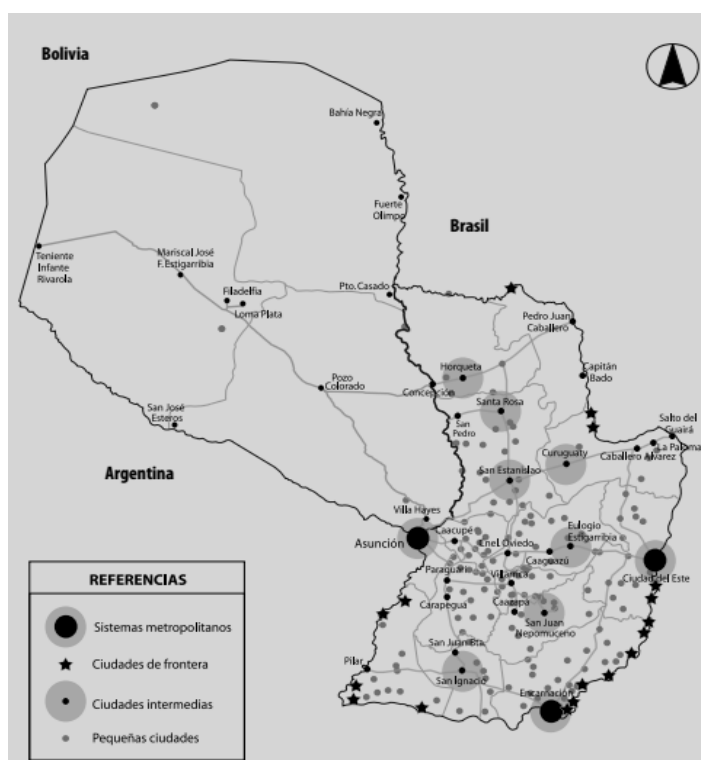 Bolivia
Bahía Negra
Fuerte
Olimpo
Brasil
Teniente
Infante
Rivarola
Mariscal José
F. Estigarribia
Filadelfia
Loma Plata
Pto. Casado
Pedro Juan
Caballero
Horqueta
Capitán
Bado
Pozo
Colorado
Concepción
Santa Rosa
San José
Esteros
San
Pedro
Salto del
Guairá
La Paloma
Caballero Alvarez
Curuguaty
San Estanislao
Argentina
Villa Hayes
Asunción
Caacupé
Cnel. Oviedo
Eulogio
Estigarribia
Caaguazú
Ciudad del Este
Paraguarí
Villarrica
Carapegua
Caazapá
San Juan
Nepomuceno
San Juan Bta.
Pilar
San Ignacio
Encarnación
REFERENCIAS
Sistemas metropolitanos
Ciudades de frontera
Ciudades intermedias
Pequeñas ciudades